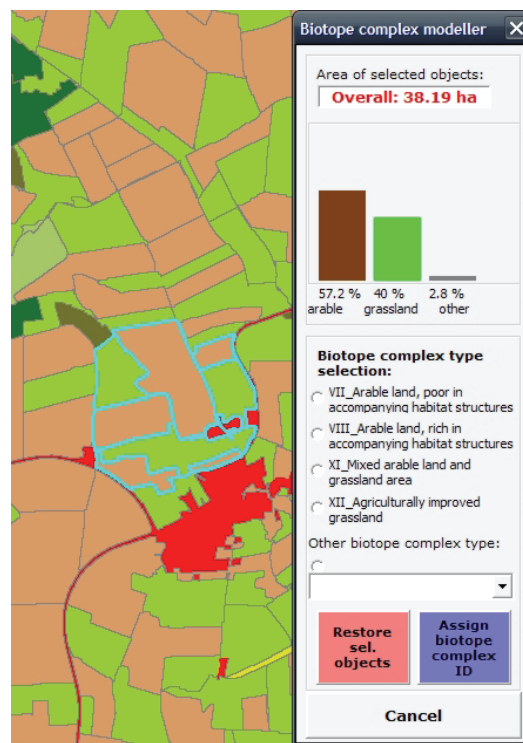 Biotope complex modeller X
Area of selected objects:
Overall: 38.19 ha
57.2 % 40 % 2.8 %
arable grassland other
Biotope complex type
selection:
VII_Arable land, poor in
accompanying habitat structures
VIII_Arable land, rich in
accompanying habitat structures
XI_Mixed arable land and
grassland area
XII_Agriculturally improved
grassland
Other biotope complex type:
Restore
sel.
objects
Assign
biotope
complex
ID
Cancel